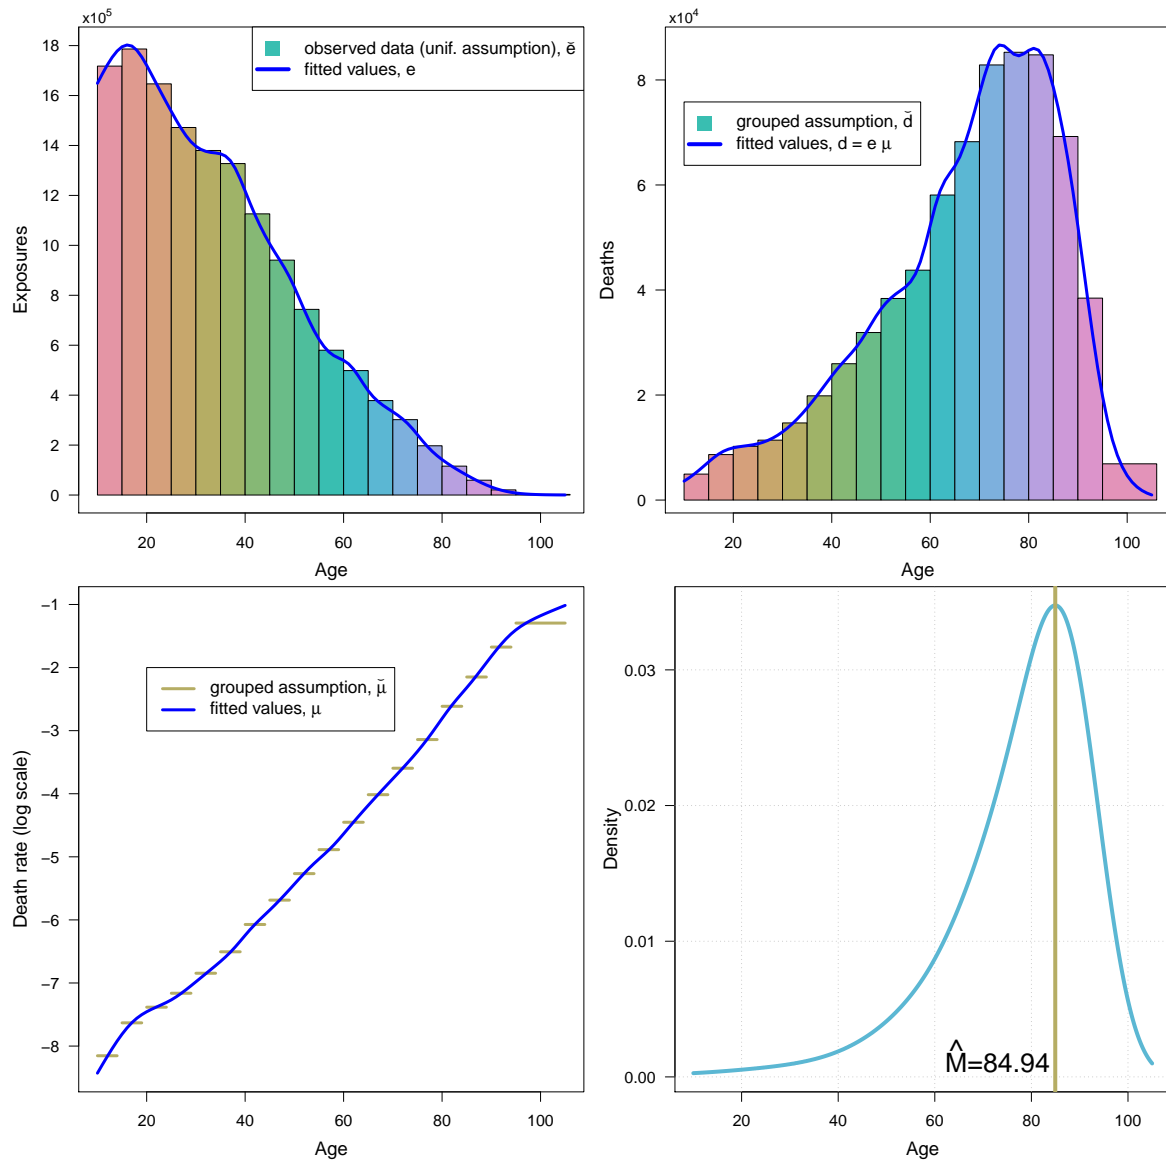 x10⁵
18
16
14
12
10
8
6
4
2
0
Exposures
observed data (unif. assumption), ĕ
fitted values, e
20 40 60 80 100
Age
x10⁴
8
6
4
2
0
Deaths
grouped assumption, d̆
fitted values, d = e μ
20 40 60 80 100
Age
−1
−2
−3
−4
−5
−6
−7
−8
Death rate (log scale)
grouped assumption, μ̆
fitted values, μ
20 40 60 80 100
Age
0.03
0.02
0.01
0.00
Density
M̂=84.94
20 40 60 80 100
Age